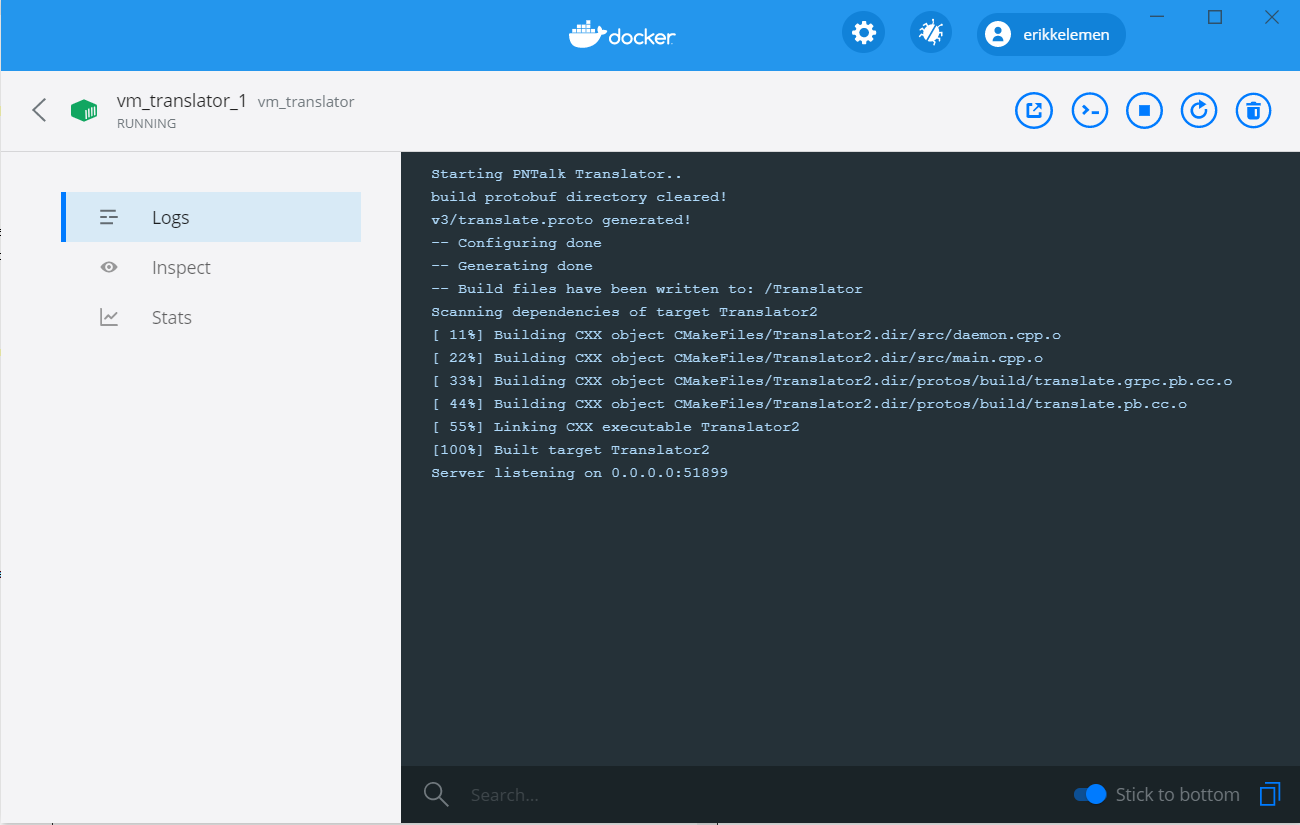 docker
erikkelemen
vm_translator_1 vm_translator
RUNNING
Logs
Inspect
Stats
Starting PNTalk Translator..
build protobuf directory cleared!
v3/translate.proto generated!
-- Configuring done
-- Generating done
-- Build files have been written to: /Translator
Scanning dependencies of target Translator2
[ 11%] Building CXX object CMakeFiles/Translator2.dir/src/daemon.cpp.o
[ 22%] Building CXX object CMakeFiles/Translator2.dir/src/main.cpp.o
[ 33%] Building CXX object CMakeFiles/Translator2.dir/protos/build/translate.grpc.pb.cc.o
[ 44%] Building CXX object CMakeFiles/Translator2.dir/protos/build/translate.pb.cc.o
[ 55%] Linking CXX executable Translator2
[100%] Built target Translator2
Server listening on 0.0.0.0:51899
Search...
Stick to bottom